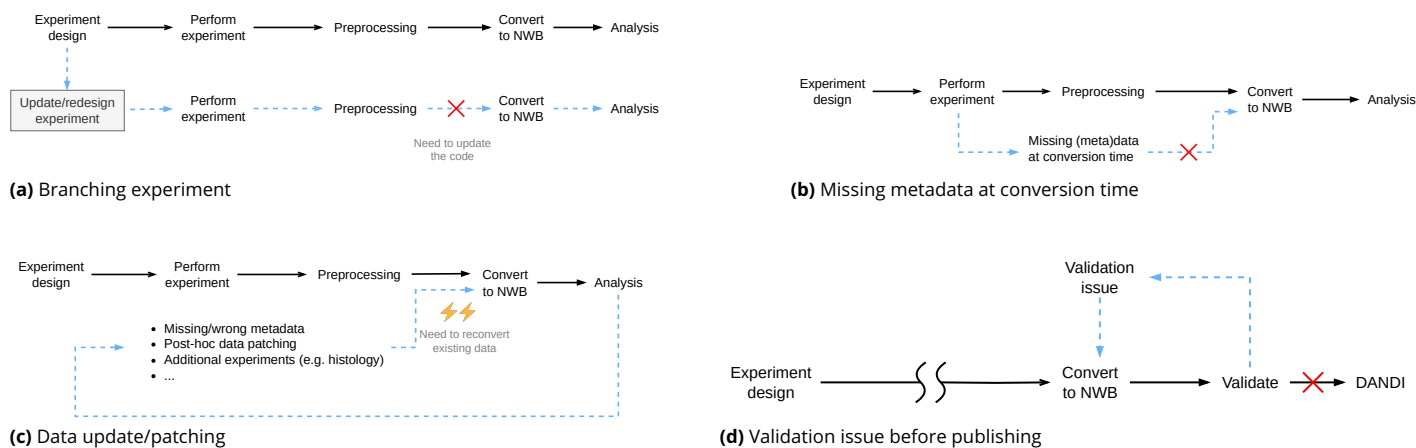 Experiment
design
Perform
experiment
Preprocessing
Convert
to NWB
Analysis
Update/redesign
experiment
Perform
experiment
Preprocessing
Convert
to NWB
Analysis
Need to update
the code
(a) Branching experiment
Experiment
design
Perform
experiment
Preprocessing
Convert
to NWB
Analysis
Missing (meta)data
at conversion time
(b) Missing metadata at conversion time
Experiment
design
Perform
experiment
Preprocessing
Convert
to NWB
Analysis
• Missing/wrong metadata
• Post-hoc data patching
• Additional experiments (e.g. histology)
• ...
Need to reconvert
existing data
(c) Data update/patching
Validation
issue
Experiment
design
Convert
to NWB
Validate
DANDI
(d) Validation issue before publishing